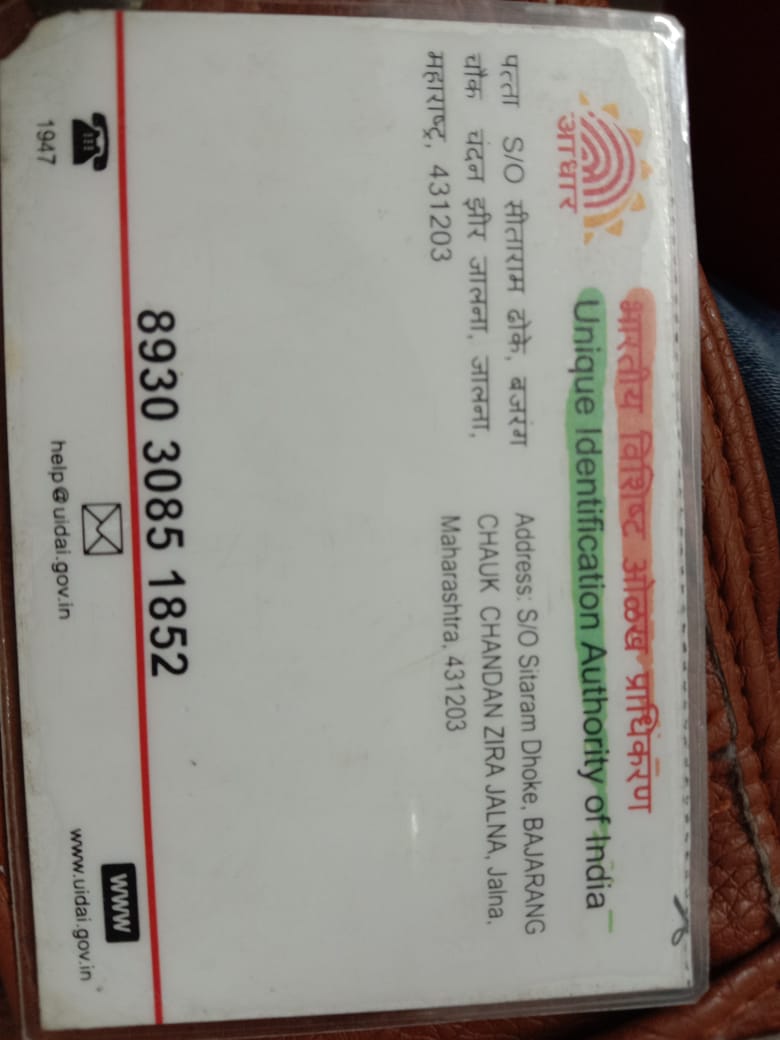 आधार
भारतीय विशिष्ट ओळख प्राधिकरण
Unique Identification Authority of India
पत्ता S/O सीताराम ढोके, बजरंग
चौक चंदन झीर जालना, जालना,
महाराष्ट्र, 431203
Address: S/O Sitaram Dhoke, BAJARANG
CHAUK CHANDAN ZIRA JALNA, Jalna,
Maharashtra, 431203
8930 3085 1852
1947
help@uidai.gov.in
www
www.uidai.gov.in